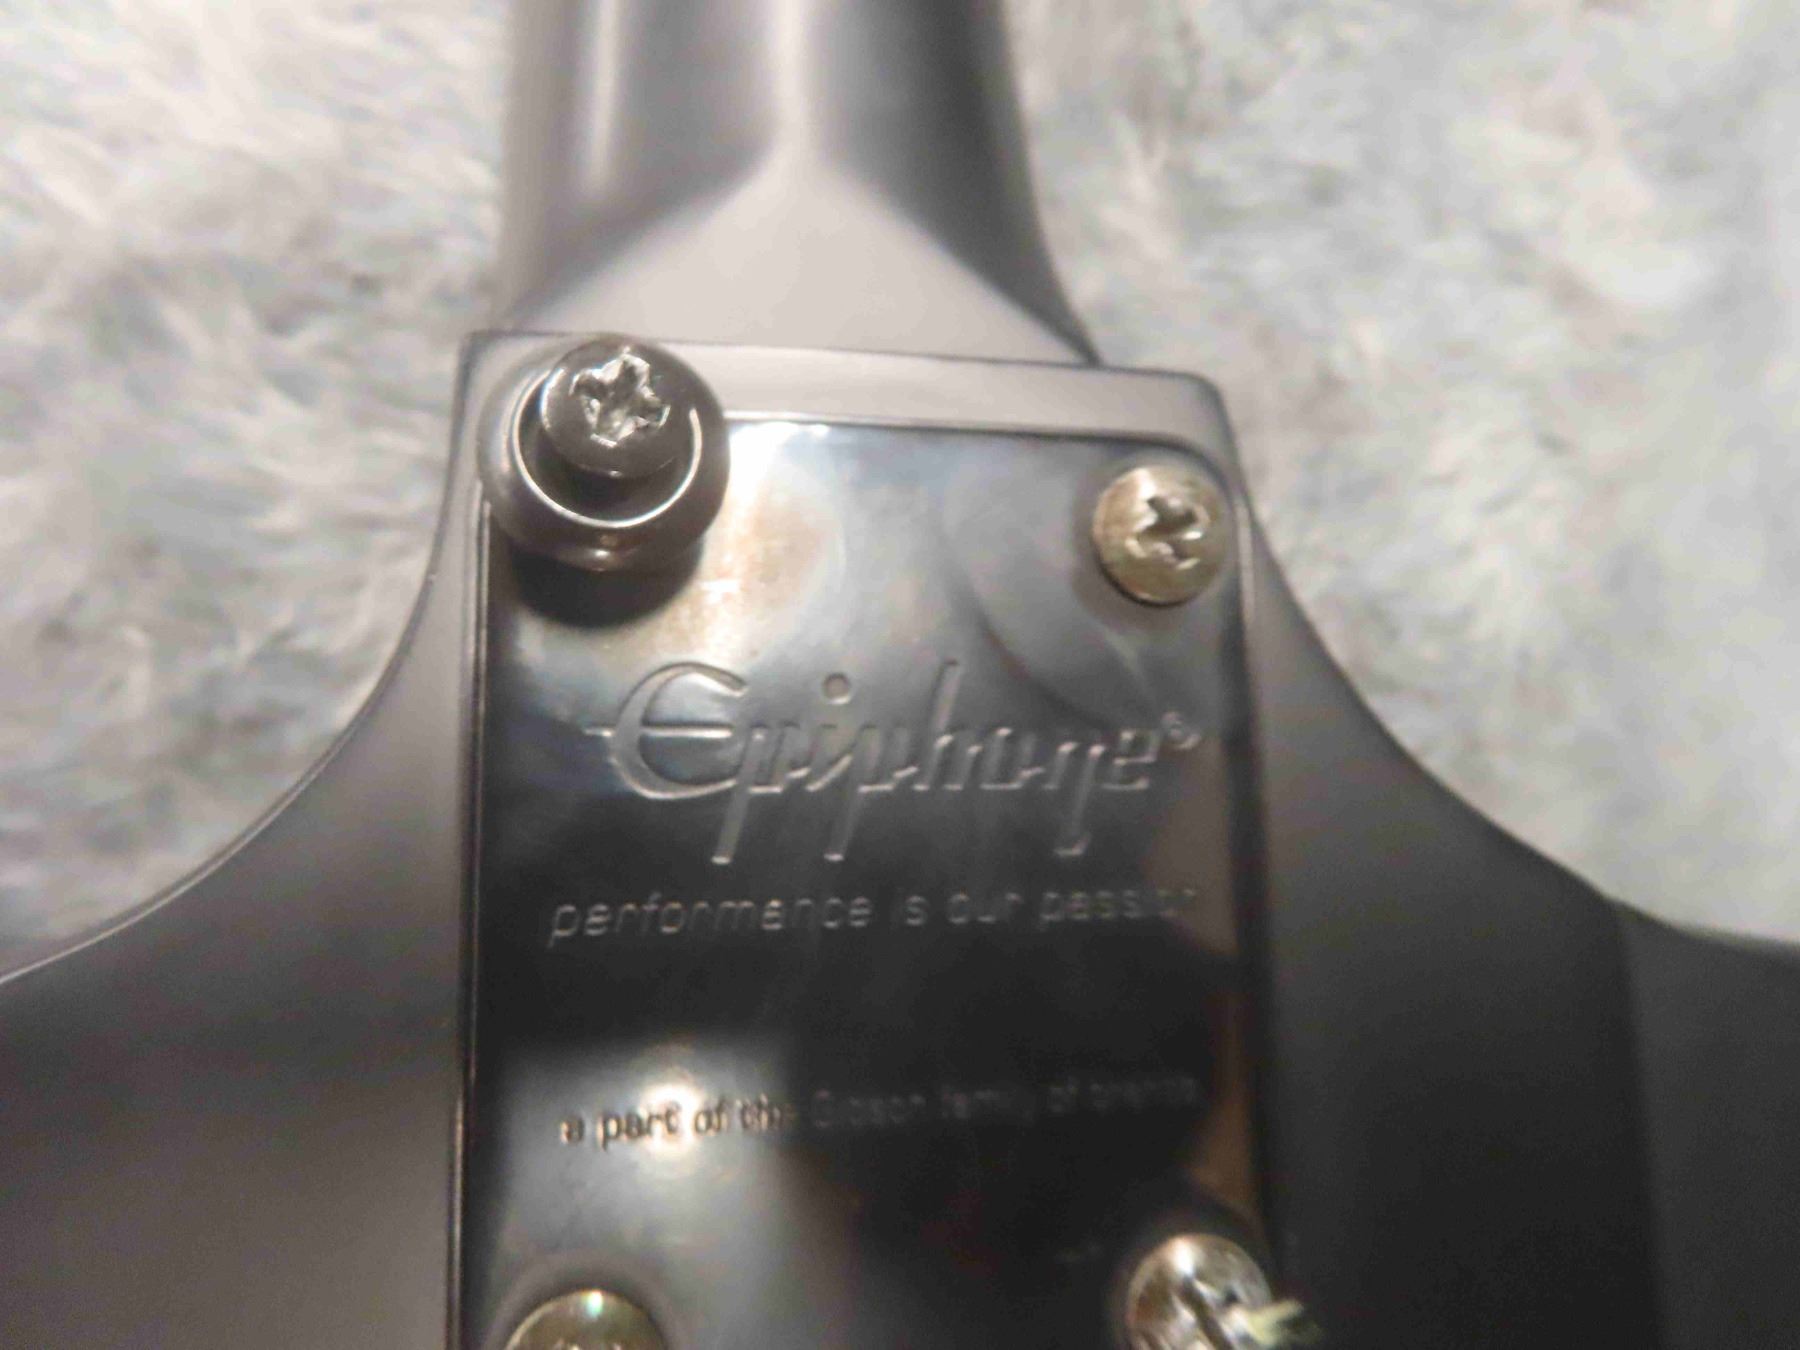 Epiphone®
performance is our passion
a part of the Gibson family of brands